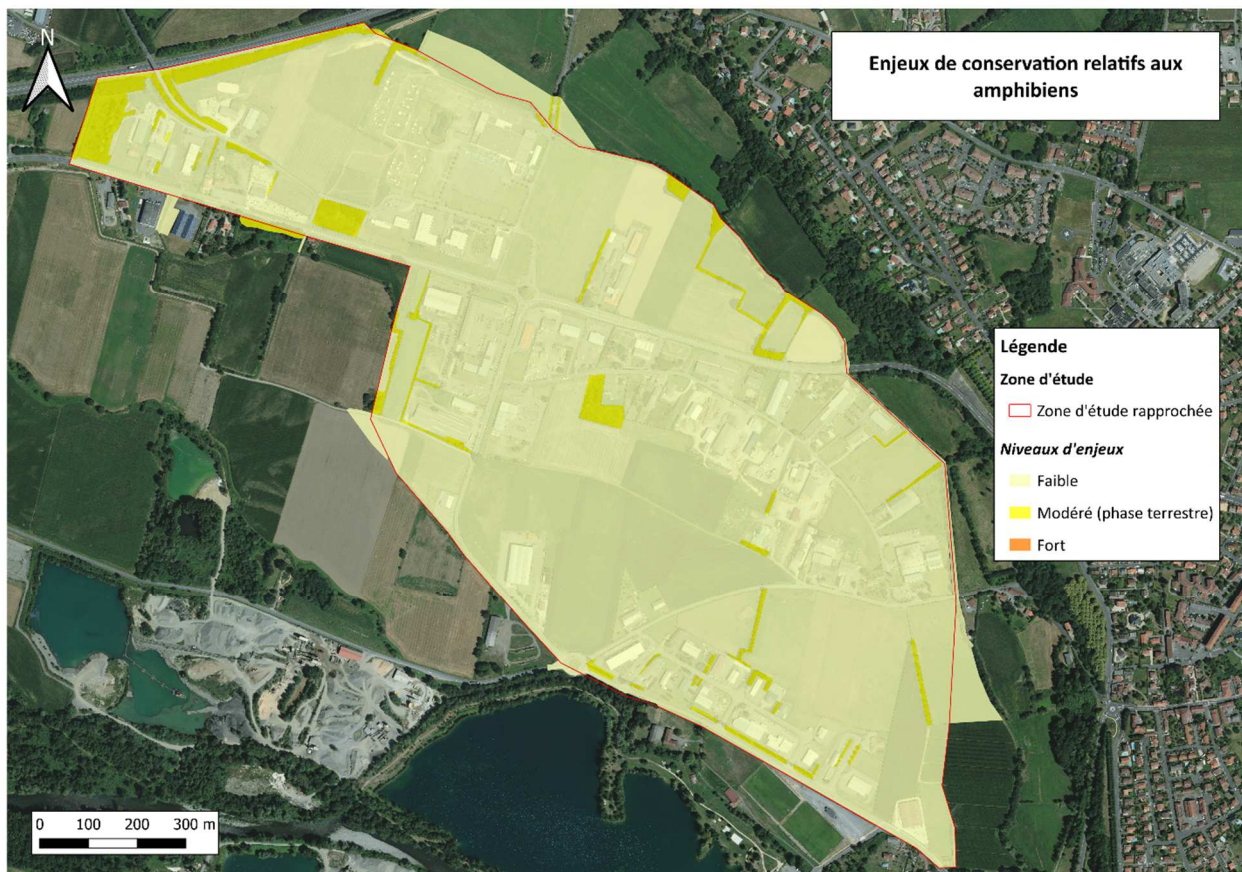 N
Enjeux de conservation relatifs aux
amphibiens
Légende
Zone d'étude
Zone d'étude rapprochée
Niveaux d'enjeux
Faible
Modéré (phase terrestre)
Fort
0 100 200 300 m